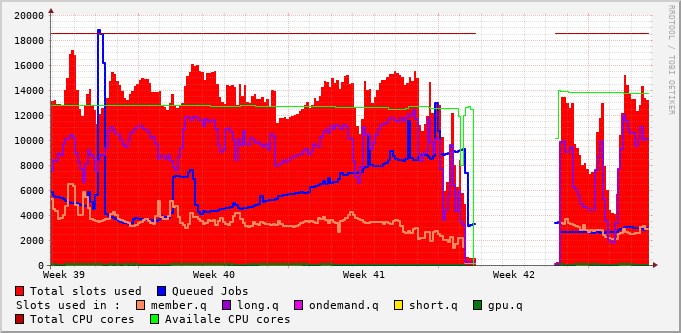 20000
18000
16000
14000
12000
10000
8000
6000
4000
2000
0
Week 39 Week 40 Week 41 Week 42
Total slots used Queued Jobs
Slots used in : member.q long.q ondemand.q short.q gpu.q
Total CPU cores Availale CPU cores
RRDTOOL / TOBI OETIKER